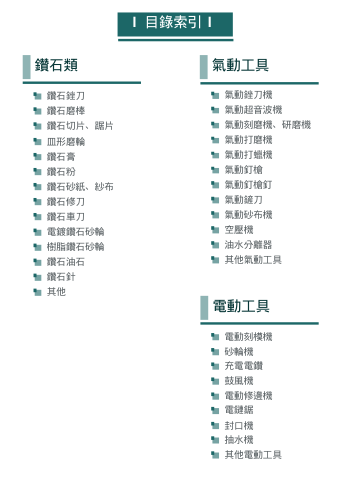 目錄索引
鑽石類
鑽石銼刀
鑽石磨棒
鑽石切片、鋸片
皿形磨輪
鑽石膏
鑽石粉
鑽石砂紙、紗布
鑽石修刀
鑽石車刀
電鍍鑽石砂輪
樹脂鑽石砂輪
鑽石油石
鑽石針
其他
氣動工具
氣動銼刀機
氣動超音波機
氣動刻磨機、研磨機
氣動打磨機
氣動打蠟機
氣動釘槍
氣動釘槍釘
氣動鏟刀
氣動砂布機
空壓機
油水分離器
其他氣動工具
電動工具
電動刻模機
砂輪機
充電電鑽
鼓風機
電動修邊機
電鏈鋸
封口機
抽水機
其他電動工具